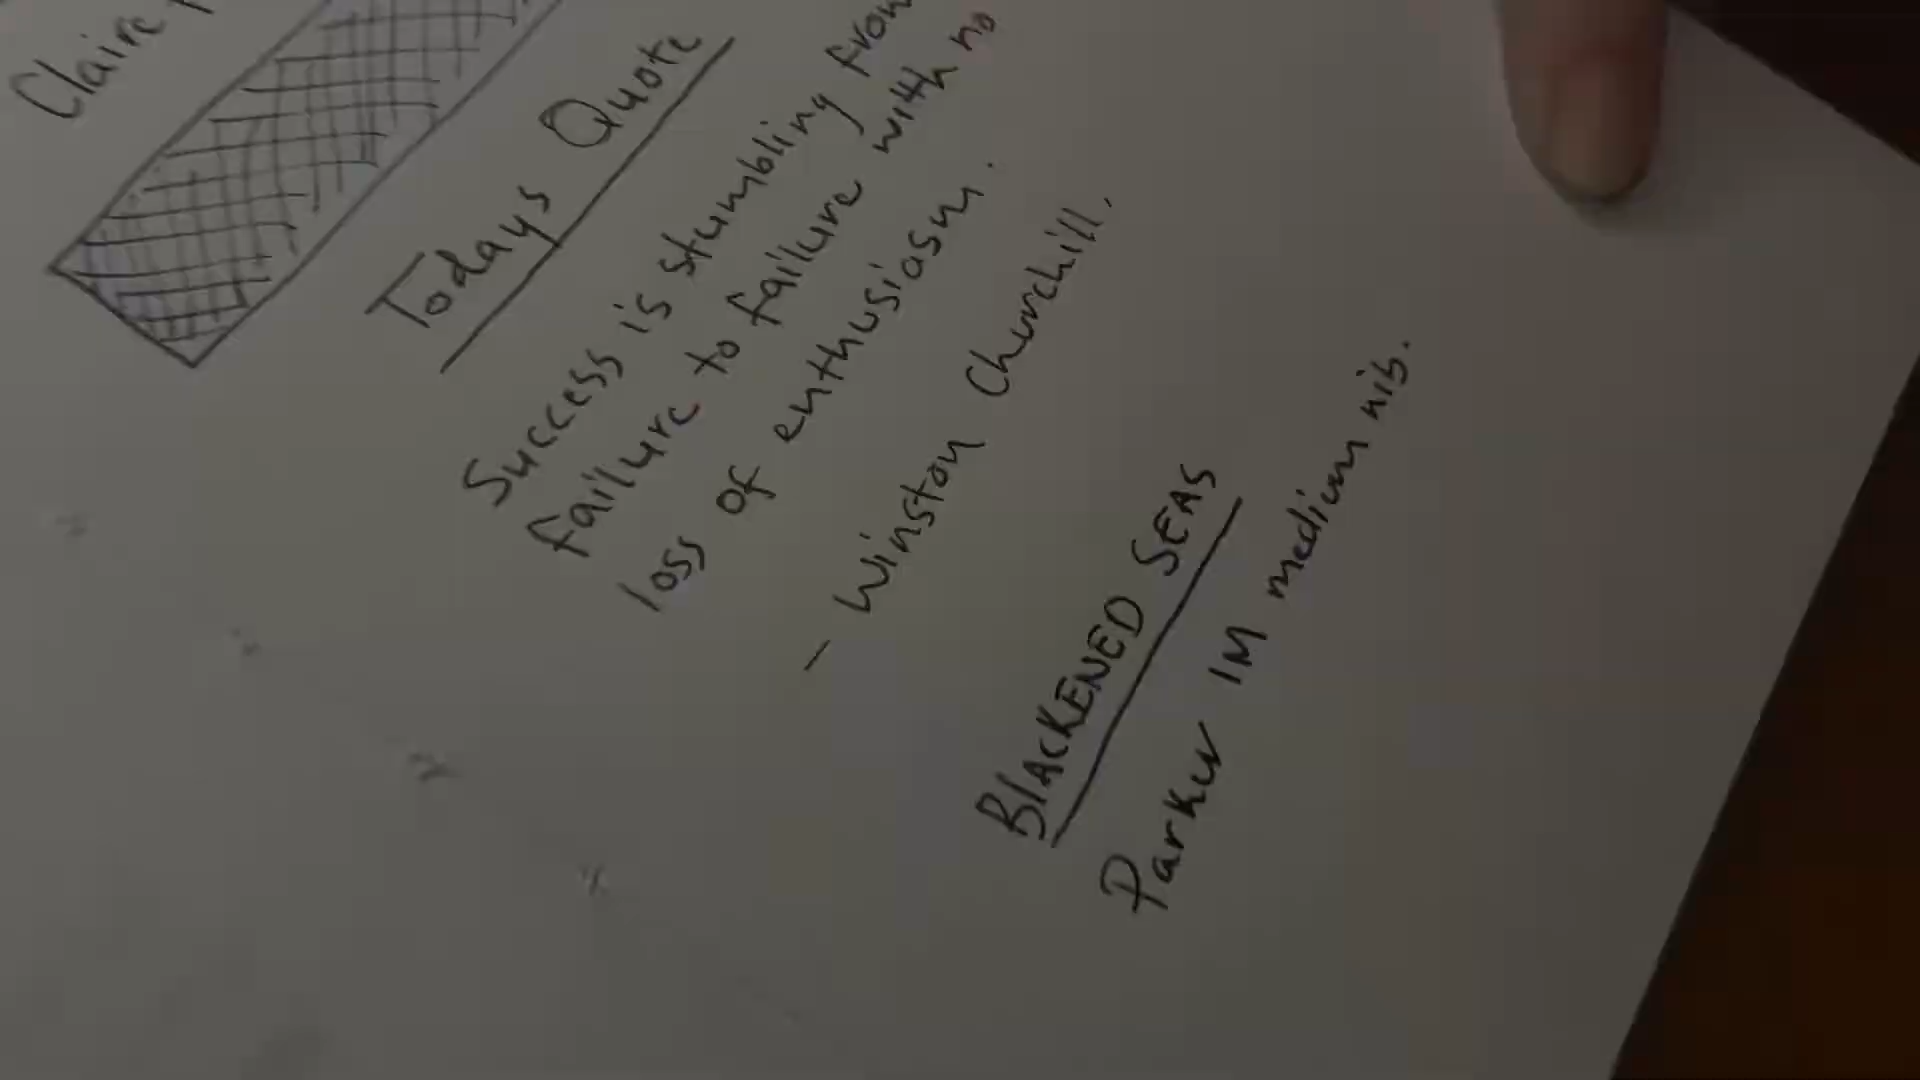 Claire
Todays Quote
Success is stumbling from
failure to failure with no
loss of enthusiasm.
- Winston Churchill.
BLACKENED SEAS
Parker IM medium nib.